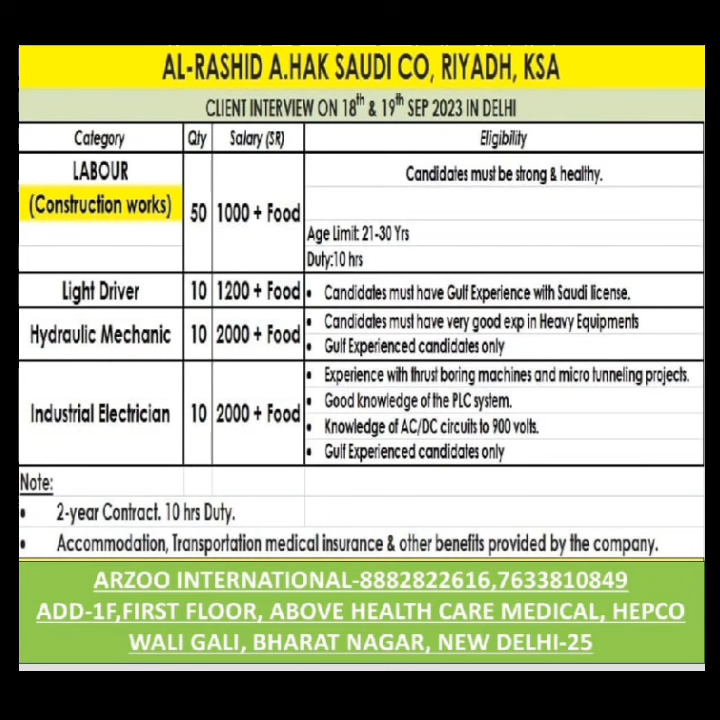 AL-RASHID A.HAK SAUDI CO, RIYADH, KSA
CLIENT INTERVIEW ON 18th & 19th SEP 2023 IN DELHI
Category Qty Salary (SR) Eligibility
LABOUR
(Construction works)
50 1000 + Food
Candidates must be strong & healthy.
Age Limit: 21-30 Yrs
Duty:10 hrs
Light Driver 10 1200 + Food • Candidates must have Gulf Experience with Saudi license.
Hydraulic Mechanic 10 2000 + Food
• Candidates must have very good exp in Heavy Equipments
• Gulf Experienced candidates only
Industrial Electrician 10 2000 + Food
• Experience with thrust boring machines and micro tunneling projects.
• Good knowledge of the PLC system.
• Knowledge of AC/DC circuits to 900 volts.
• Gulf Experienced candidates only
Note:
• 2-year Contract. 10 hrs Duty.
• Accommodation, Transportation medical insurance & other benefits provided by the company.
ARZOO INTERNATIONAL-8882822616,7633810849
ADD-1F,FIRST FLOOR, ABOVE HEALTH CARE MEDICAL, HEPCO
WALI GALI, BHARAT NAGAR, NEW DELHI-25